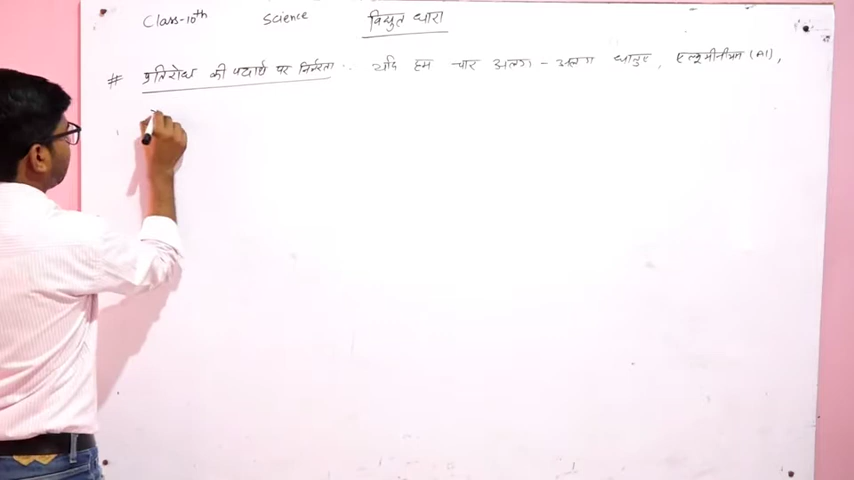 Class-10th Science विद्युत धारा
# प्रतिरोध की पदार्थ पर निर्भरता :- यदि हम चार अलग - अलग धातुए, एल्यूमीनीयम (Al),